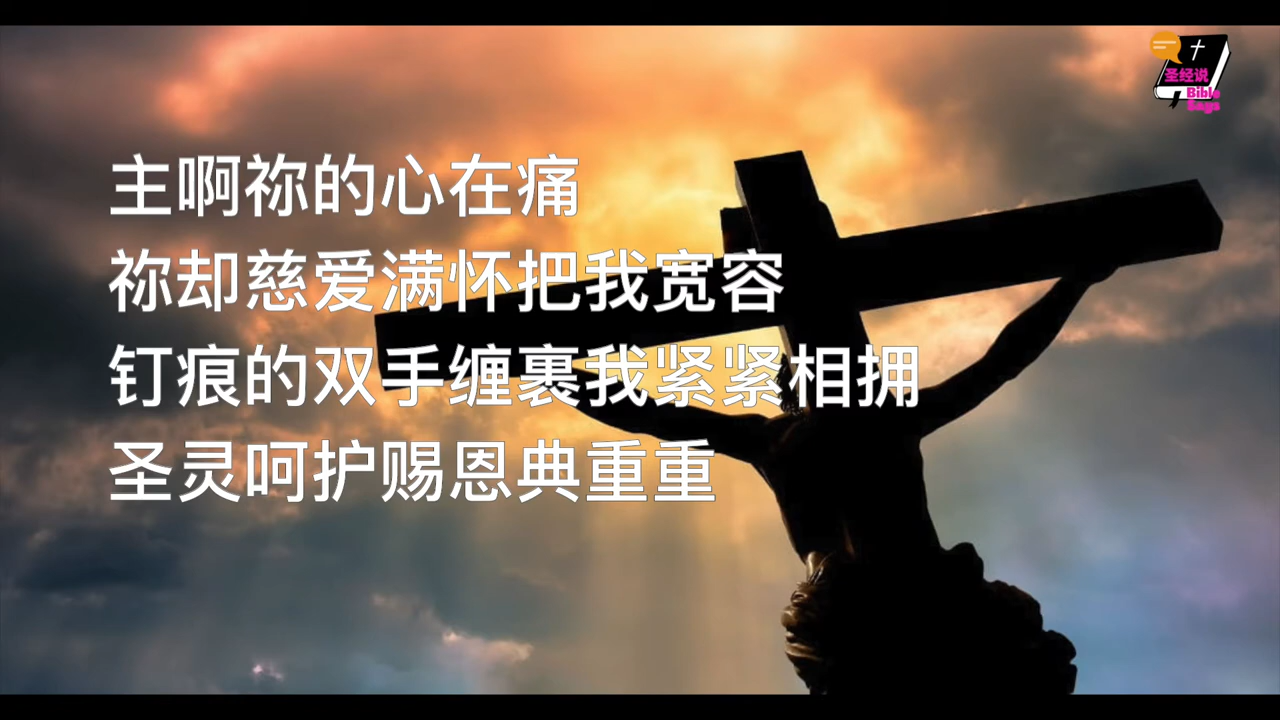 圣经说
Bible
Says
主啊祢的心在痛
祢却慈爱满怀把我宽容
钉痕的双手缠裹我紧紧相拥
圣灵呵护赐恩典重重